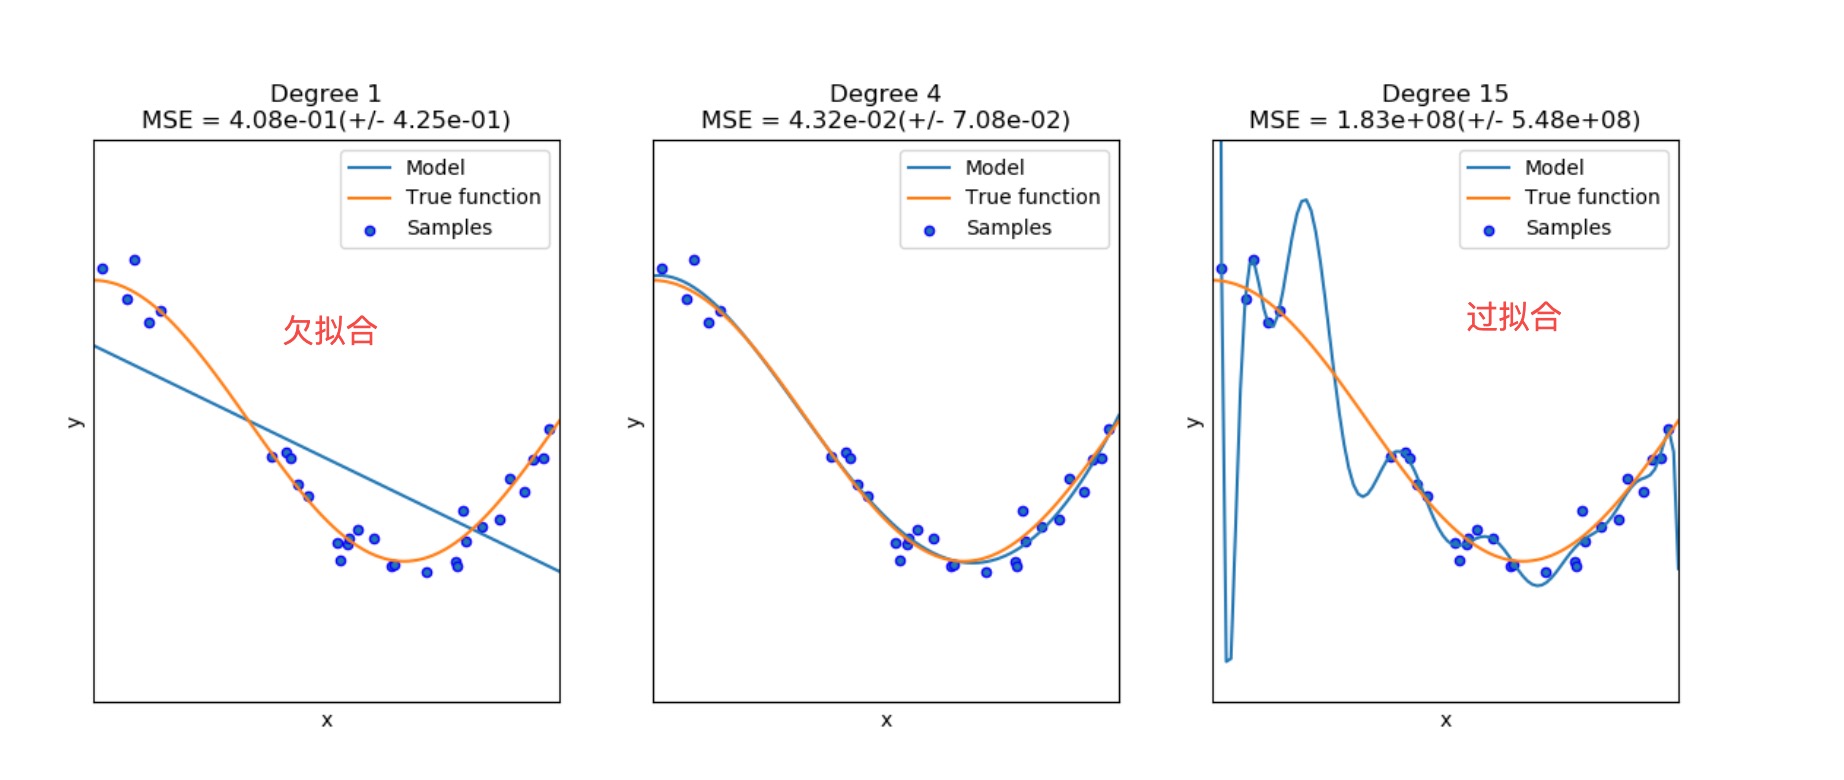 Degree 1
MSE = 4.08e-01(+/- 4.25e-01)
Model
True function
Samples
欠拟合
y
x
Degree 4
MSE = 4.32e-02(+/- 7.08e-02)
Model
True function
Samples
y
x
Degree 15
MSE = 1.83e+08(+/- 5.48e+08)
Model
True function
Samples
过拟合
y
x